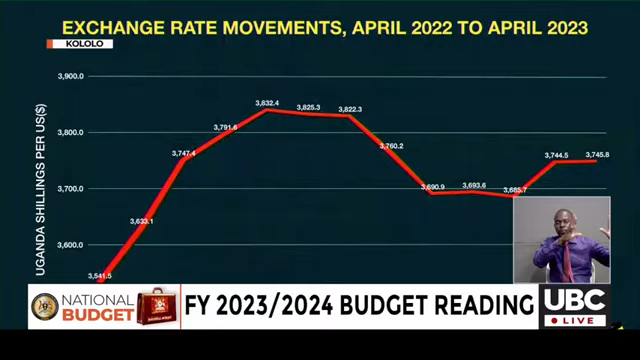 EXCHANGE RATE MOVEMENTS, APRIL 2022 TO APRIL 2023
KOLOLO
UGANDA SHILLINGS PER US($)
3,900.0
3,800.0
3,700.0
3,600.0
3,541.5
3,633.1
3,747.4
3,791.6
3,832.4
3,825.3
3,822.3
3,760.2
3,690.9
3,693.6
3,685.7
3,744.5
3,745.8
NATIONAL
BUDGET
FY 2023/2024 BUDGET READING
UBC
LIVE